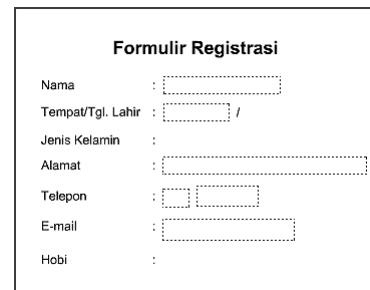 Formulir Registrasi
Nama :
Tempat/Tgl. Lahir : /
Jenis Kelamin :
Alamat :
Telepon :
E-mail :
Hobi :